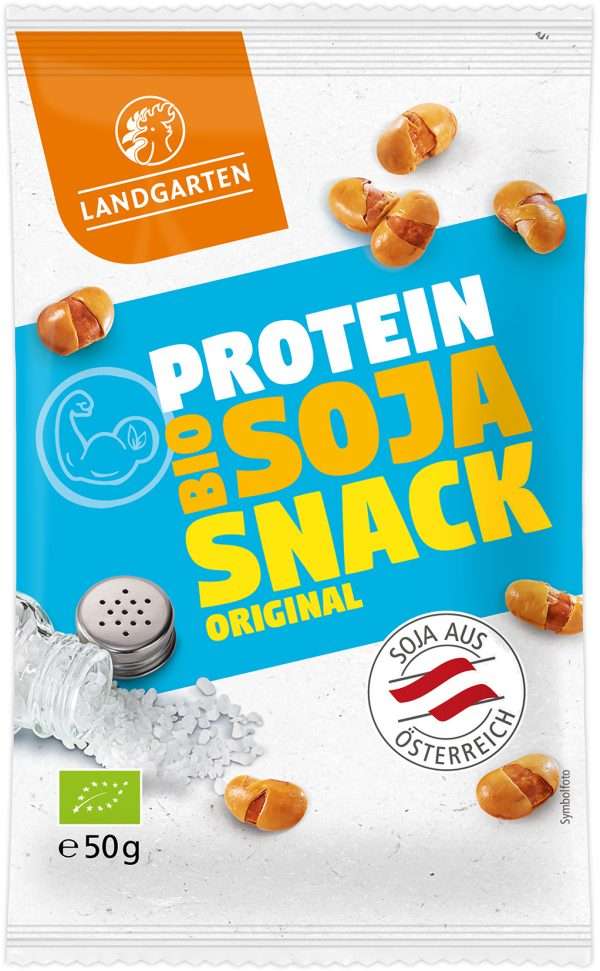 LANDGARTEN
PROTEIN
BIO
SOJA
SNACK
ORIGINAL
SOJA AUS
ÖSTERREICH
Symbolfoto
℮ 50 g